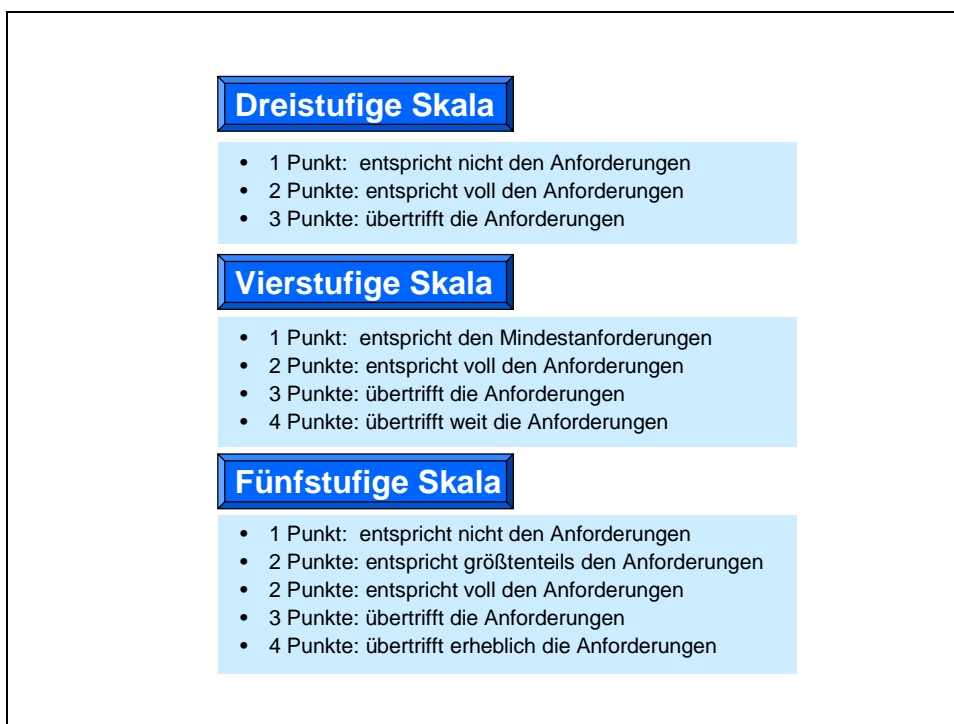 Dreistufige Skala
• 1 Punkt: entspricht nicht den Anforderungen
• 2 Punkte: entspricht voll den Anforderungen
• 3 Punkte: übertrifft die Anforderungen
Vierstufige Skala
• 1 Punkt: entspricht den Mindestanforderungen
• 2 Punkte: entspricht voll den Anforderungen
• 3 Punkte: übertrifft die Anforderungen
• 4 Punkte: übertrifft weit die Anforderungen
Fünfstufige Skala
• 1 Punkt: entspricht nicht den Anforderungen
• 2 Punkte: entspricht größtenteils den Anforderungen
• 2 Punkte: entspricht voll den Anforderungen
• 3 Punkte: übertrifft die Anforderungen
• 4 Punkte: übertrifft erheblich die Anforderungen